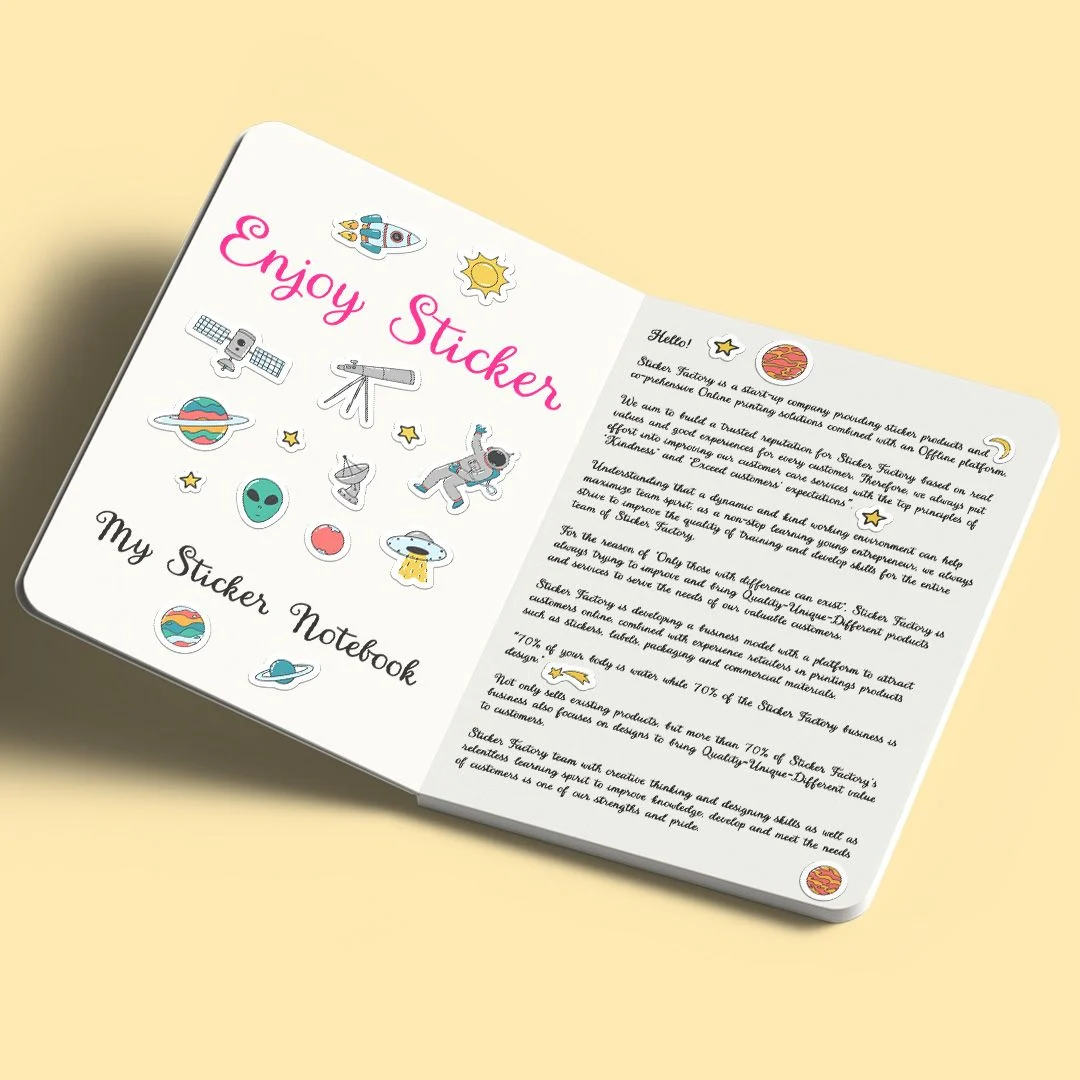 Enjoy Sticker
My Sticker Notebook
Hello!
Sticker Factory is a start-up company providing sticker products and
co-prehensive Online printing solutions combined with an Offline platform.
We aim to build a trusted reputation for Sticker Factory based on real
values and good experiences for every customer. Therefore, we always put
effort into improving our customer care services with the top principles of
"Kindness" and "Exceed customers' expectations".
Understanding that a dynamic and kind working environment can help
maximize team spirit, as a non-stop learning young entrepreneur, we always
strive to improve the quality of training and develop skills for the entire
team of Sticker Factory.
For the reason of "Only those with difference can exist". Sticker Factory is
always trying to improve and bring Quality-Unique-Different products
and services to serve the needs of our valuable customers.
Sticker Factory is developing a business model with a platform to attract
customers online, combined with experience retailers in printings products
such as stickers, labels, packaging and commercial materials.
"70% of your body is water while 70% of the Sticker Factory business is
design."
Not only sells existing products, but more than 70% of Sticker Factory's
business also focuses on designs to bring Quality-Unique-Different value
to customers.
Sticker Factory team with creative thinking and designing skills as well as
relentless learning spirit to improve knowledge, develop and meet the needs
of customers is one of our strengths and pride.